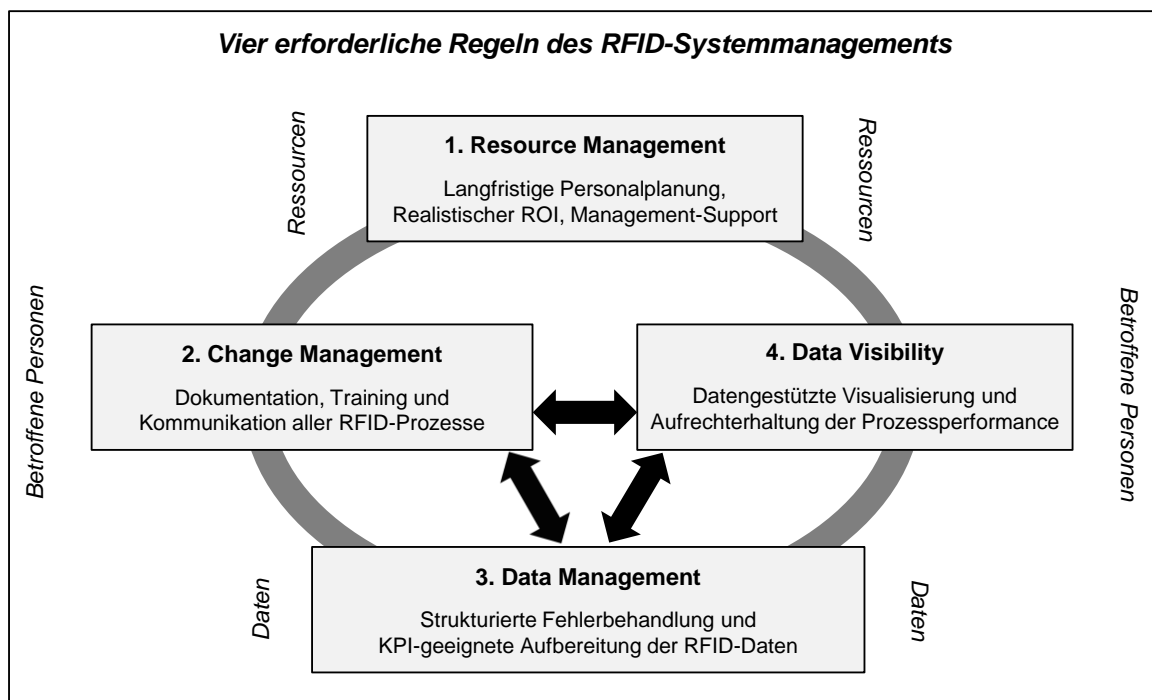 Vier erforderliche Regeln des RFID-Systemmanagements
Ressourcen
1. Resource Management
Langfristige Personalplanung,
Realistischer ROI, Management-Support
Ressourcen
Betroffene Personen
2. Change Management
Dokumentation, Training und
Kommunikation aller RFID-Prozesse
4. Data Visibility
Datengestützte Visualisierung und
Aufrechterhaltung der Prozessperformance
Betroffene Personen
Daten
3. Data Management
Strukturierte Fehlerbehandlung und
KPI-geeignete Aufbereitung der RFID-Daten
Daten